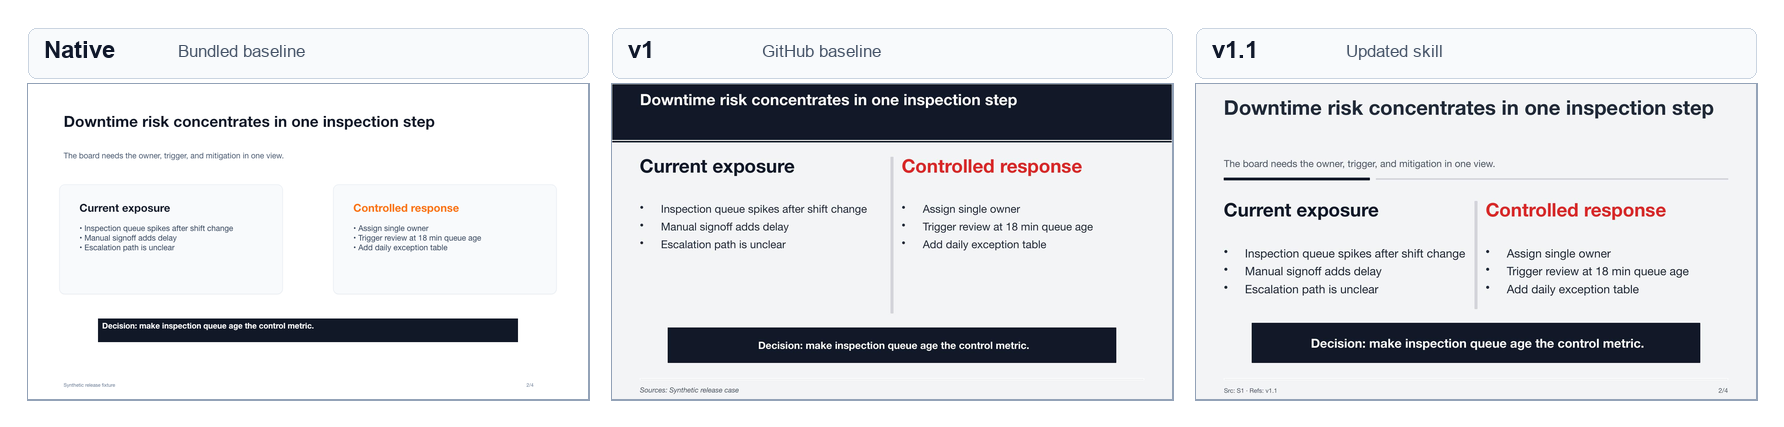 Native Bundled baseline
Downtime risk concentrates in one inspection step
The board needs the owner, trigger, and mitigation in one view.
Current exposure
• Inspection queue spikes after shift change
• Manual signoff adds delay
• Escalation path is unclear
Controlled response
• Assign single owner
• Trigger review at 18 min queue age
• Add daily exception table
Decision: make inspection queue age the control metric.
Synthetic release fixture 2/4
v1 GitHub baseline
Downtime risk concentrates in one inspection step
Current exposure
• Inspection queue spikes after shift change
• Manual signoff adds delay
• Escalation path is unclear
Controlled response
• Assign single owner
• Trigger review at 18 min queue age
• Add daily exception table
Decision: make inspection queue age the control metric.
Sources: Synthetic release case
v1.1 Updated skill
Downtime risk concentrates in one inspection step
The board needs the owner, trigger, and mitigation in one view.
Current exposure
• Inspection queue spikes after shift change
• Manual signoff adds delay
• Escalation path is unclear
Controlled response
• Assign single owner
• Trigger review at 18 min queue age
• Add daily exception table
Decision: make inspection queue age the control metric.
Src: S1 · Refs: v1.1 2/4